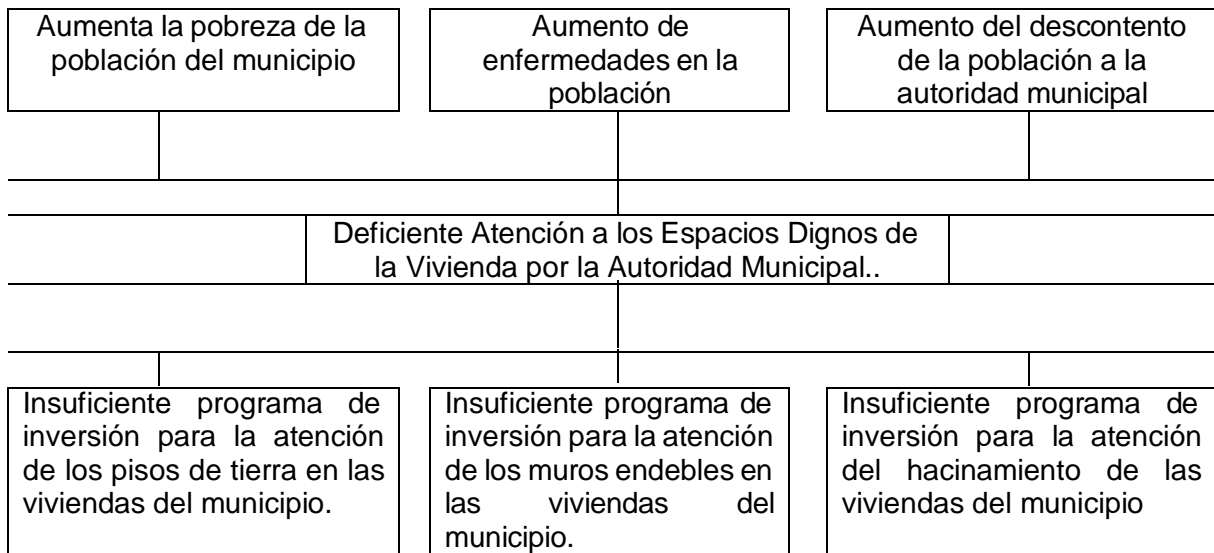 Aumenta la pobreza de la
población del municipio
Aumento de
enfermedades en la
población
Aumento del descontento
de la población a la
autoridad municipal
Deficiente Atención a los Espacios Dignos de
la Vivienda por la Autoridad Municipal..
Insuficiente programa de
inversión para la atención
de los pisos de tierra en las
viviendas del municipio.
Insuficiente programa de
inversión para la atención
de los muros endebles en
las viviendas del
municipio.
Insuficiente programa de
inversión para la atención
del hacinamiento de las
viviendas del municipio